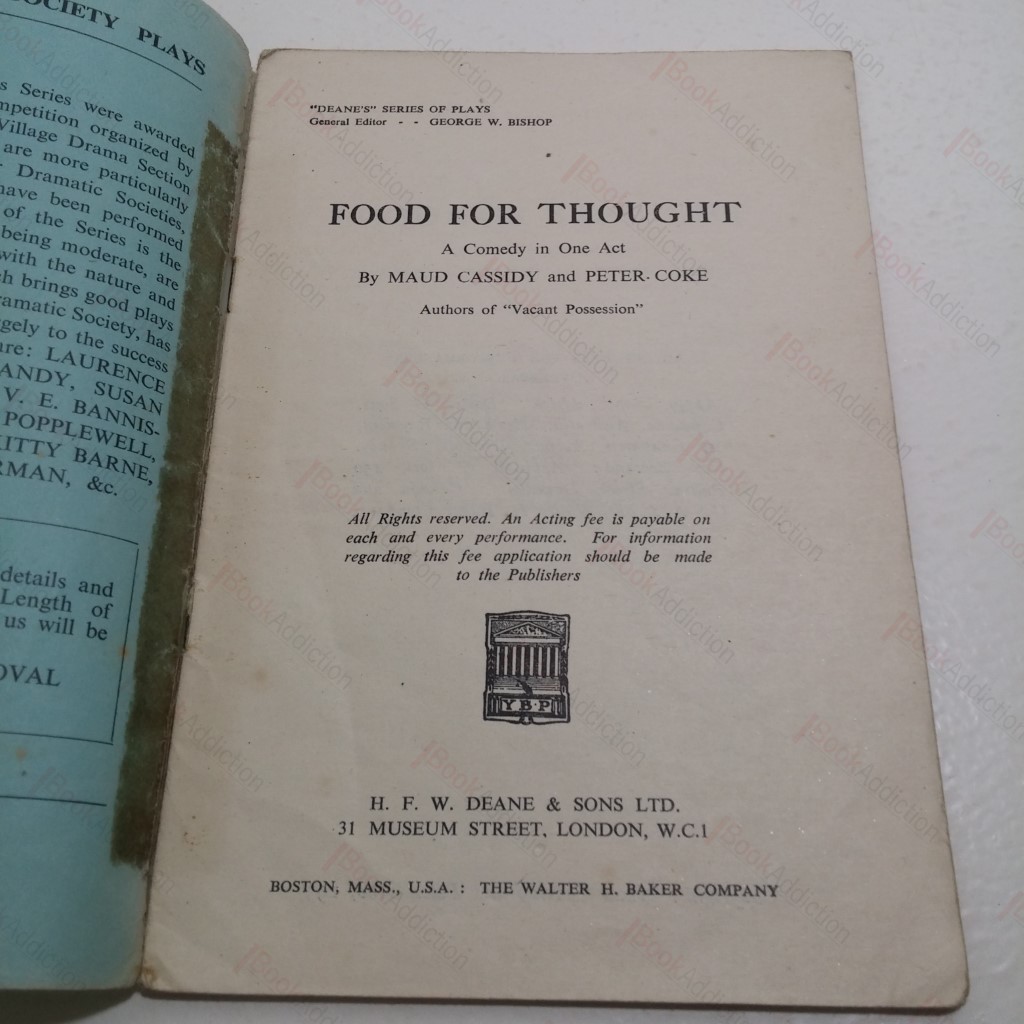 OCIETY PLAYS
s Series were awarded
mpetition organized by
Village Drama Section
are more particularly
Dramatic Societies,
have been performed
of the Series is the
being moderate, are
with the nature and
ch brings good plays
ramatic Society, has
gely to the success
are: LAURENCE
ANDY, SUSAN
V. E. BANNIS-
POPPLEWELL,
KITTY BARNE,
RMAN, &c.
details and
Length of
us will be
OVAL
"DEANE'S" SERIES OF PLAYS
General Editor - - GEORGE W. BISHOP
FOOD FOR THOUGHT
A Comedy in One Act
By MAUD CASSIDY and PETER COKE
Authors of "Vacant Possession"
All Rights reserved. An Acting fee is payable on
each and every performance. For information
regarding this fee application should be made
to the Publishers
Y.B.P
H. F. W. DEANE & SONS LTD.
31 MUSEUM STREET, LONDON, W.C.1
BOSTON, MASS., U.S.A. : THE WALTER H. BAKER COMPANY
iBookAddiction